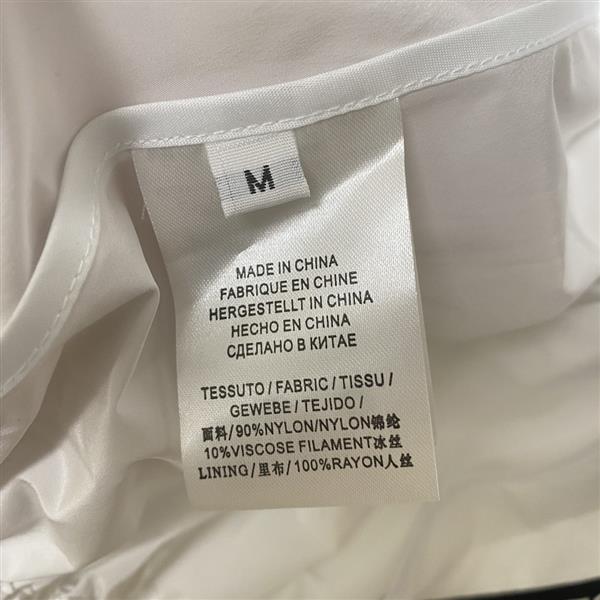 M
MADE IN CHINA
FABRIQUE EN CHINE
HERGESTELLT IN CHINA
HECHO EN CHINA
СДЕЛАНО В КИТАЕ
TESSUTO / FABRIC / TISSU /
GEWEBE / TEJIDO /
面料/90%NYLON/NYLON锦纶
10%VISCOSE FILAMENT冰丝
LINING/里布/100%RAYON人丝